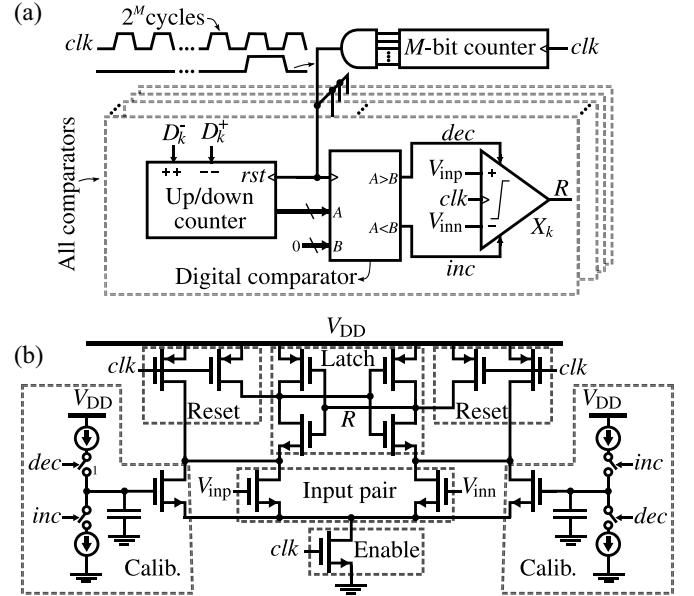 (a)
2^M cycles
clk
M-bit counter
clk
All comparators
D_k^-
D_k^+
++
--
rst
Up/down
counter
A>B
A<B
A
0
B
Digital comparator
dec
V_inp
+
clk
V_inn
-
inc
X_k
R
(b)
V_DD
clk
Reset
Latch
R
Reset
clk
V_DD
dec
1
inc
Calib.
V_inp
Input pair
V_inn
clk
Enable
V_DD
inc
dec
Calib.